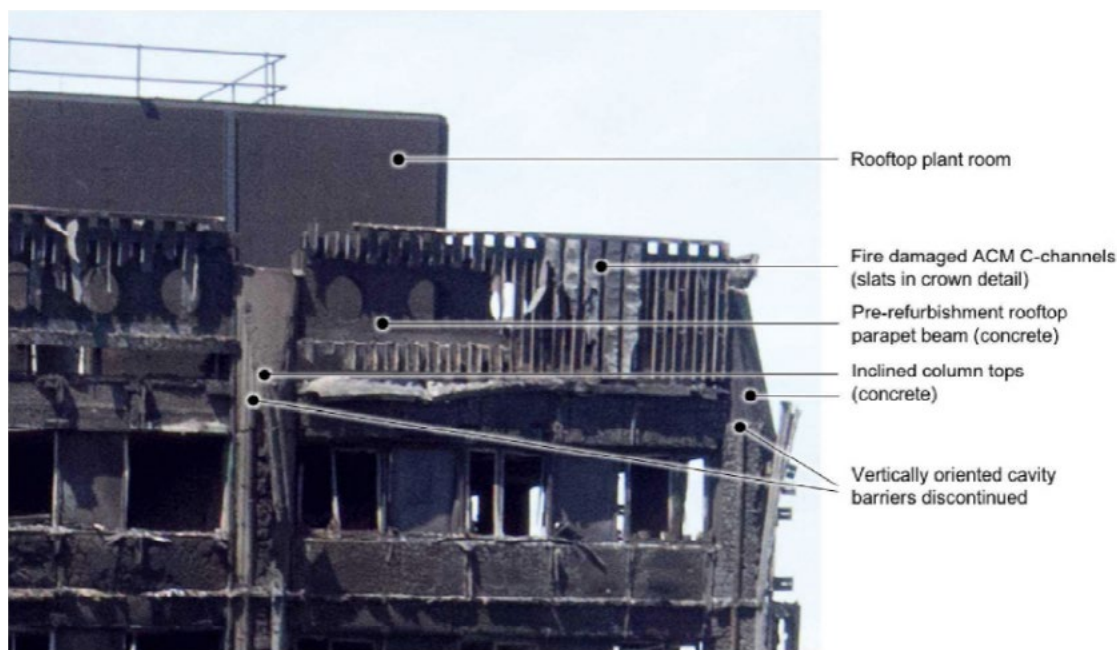 Rooftop plant room
Fire damaged ACM C-channels
(slats in crown detail)
Pre-refurbishment rooftop
parapet beam (concrete)
Inclined column tops
(concrete)
Vertically oriented cavity
barriers discontinued